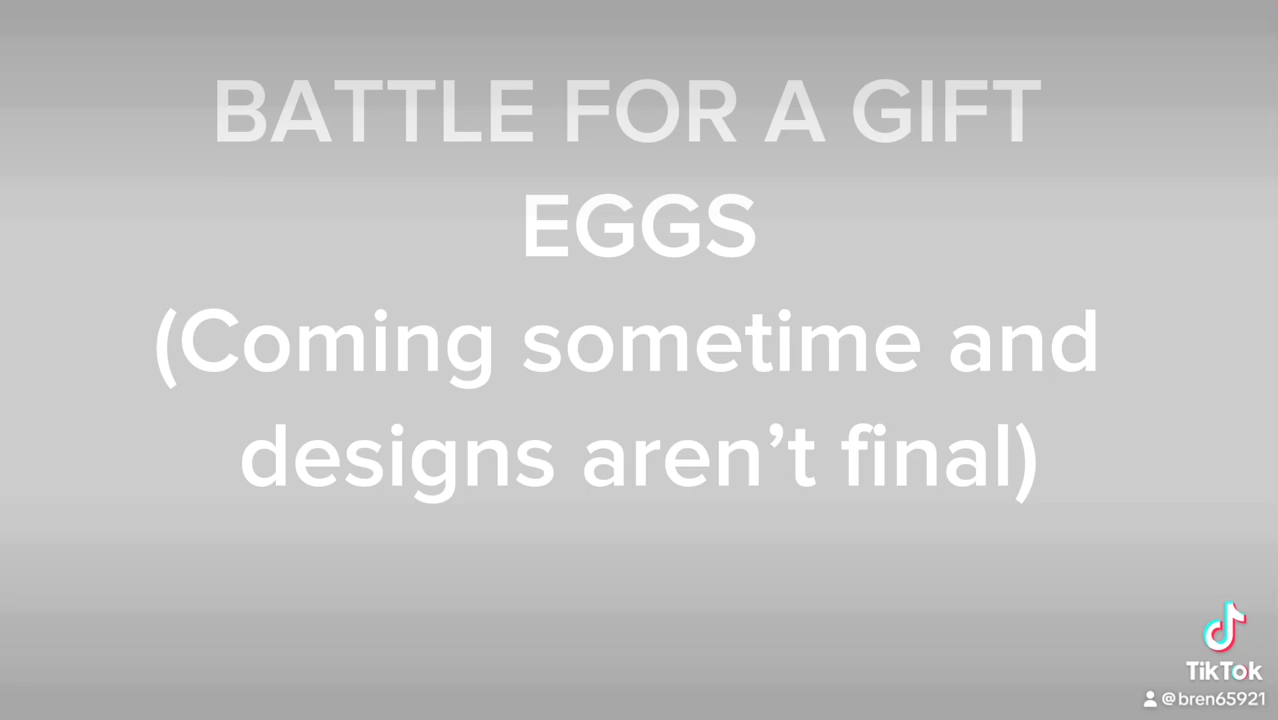 BATTLE FOR A GIFT
EGGS
(Coming sometime and
designs aren’t final)
TikTok
@bren65921